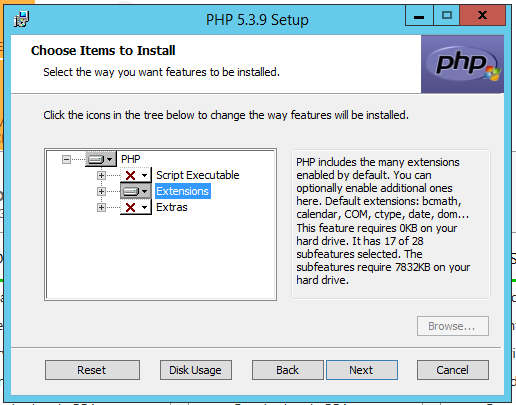 PHP 5.3.9 Setup
Choose Items to Install
Select the way you want features to be installed.
php
Click the icons in the tree below to change the way features will be installed.
PHP
Script Executable
Extensions
Extras
PHP includes the many extensions
enabled by default. You can
optionally enable additional ones
here. Default extensions: bcmath,
calendar, COM, ctype, date, dom...
This feature requires 0KB on your
hard drive. It has 17 of 28
subfeatures selected. The
subfeatures require 7832KB on your
hard drive.
Browse...
Reset
Disk Usage
Back
Next
Cancel